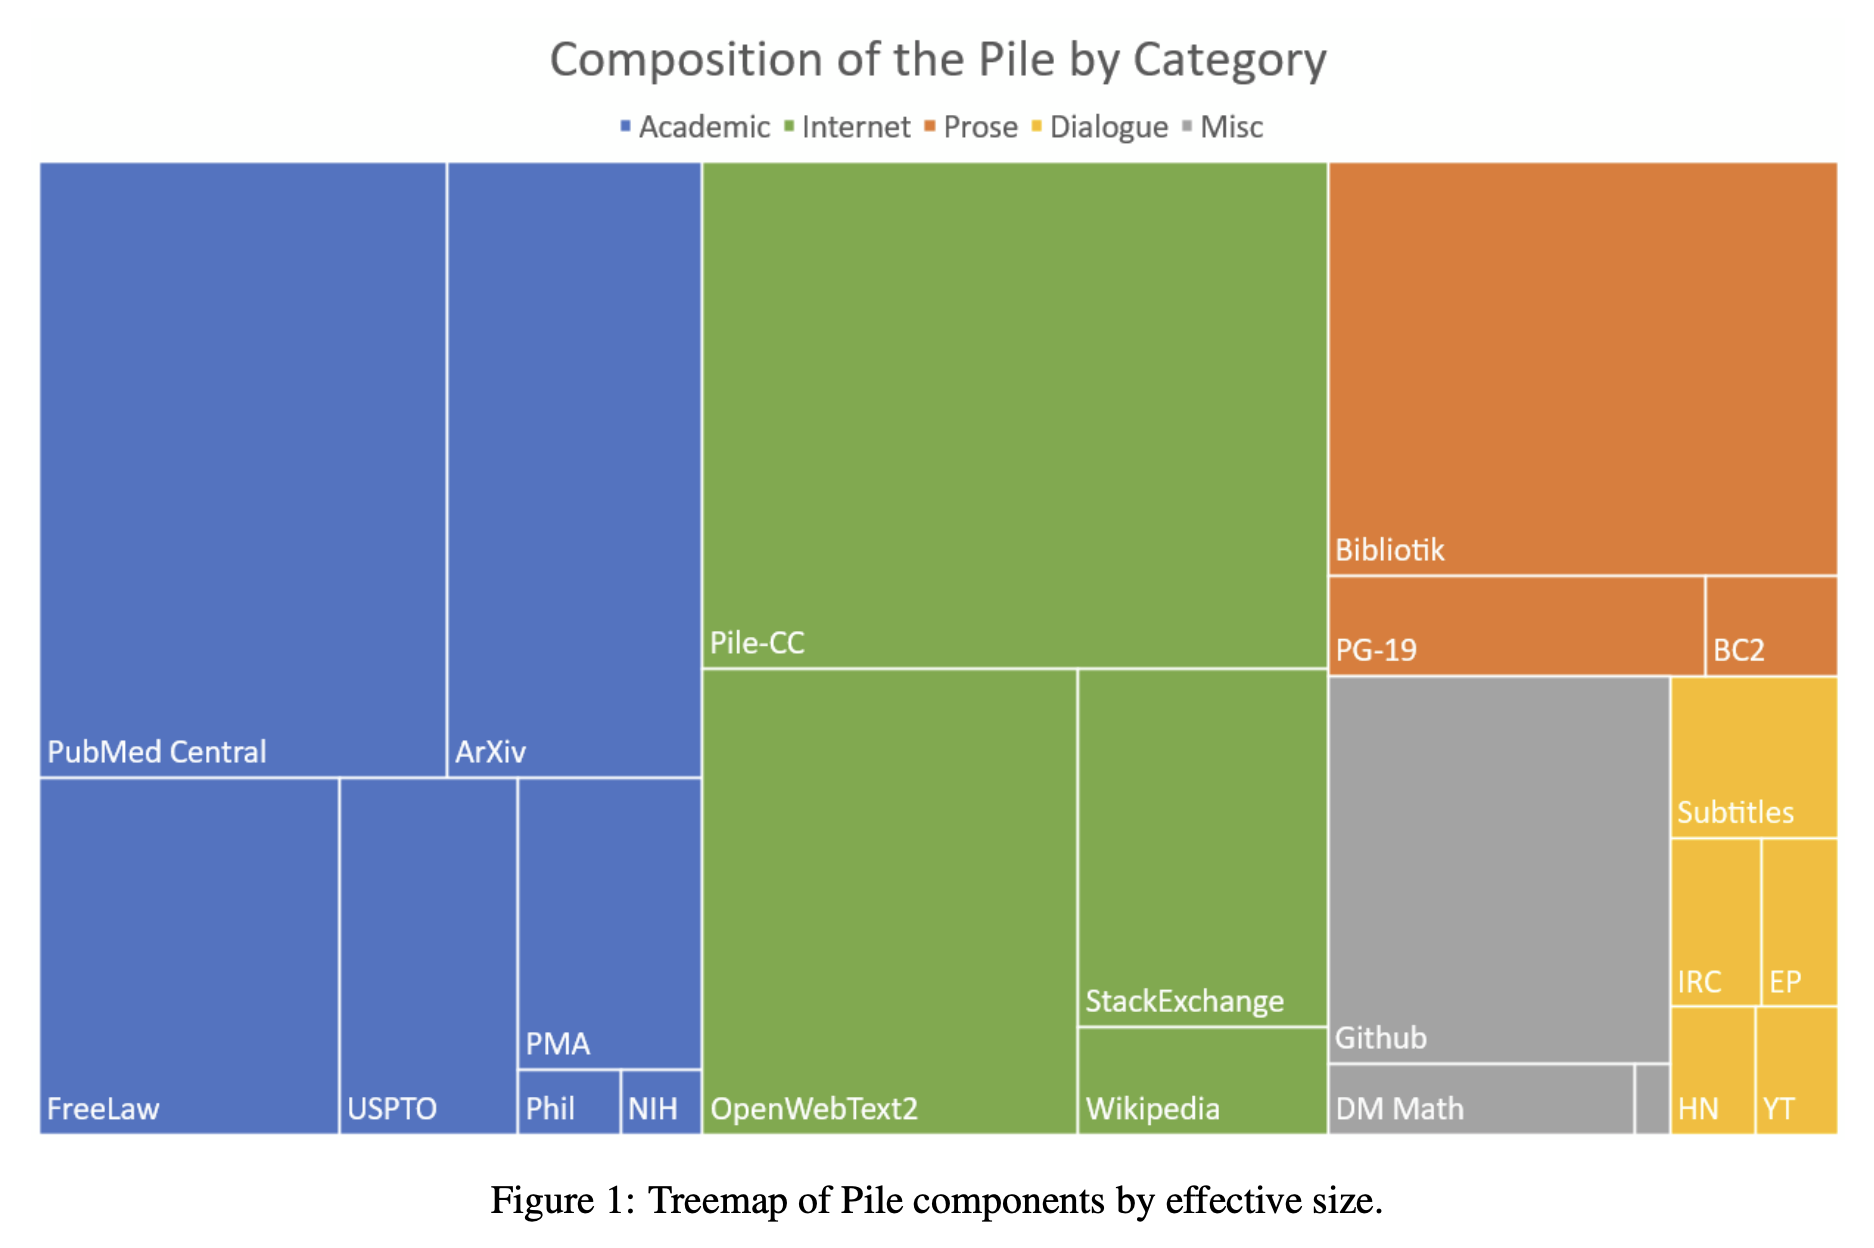 Composition of the Pile by Category
Academic Internet Prose Dialogue Misc
PubMed Central
ArXiv
FreeLaw
USPTO
PMA
Phil
NIH
Pile-CC
OpenWebText2
StackExchange
Wikipedia
Bibliotik
PG-19
BC2
Github
DM Math
Subtitles
IRC
EP
HN
YT
Figure 1: Treemap of Pile components by effective size.